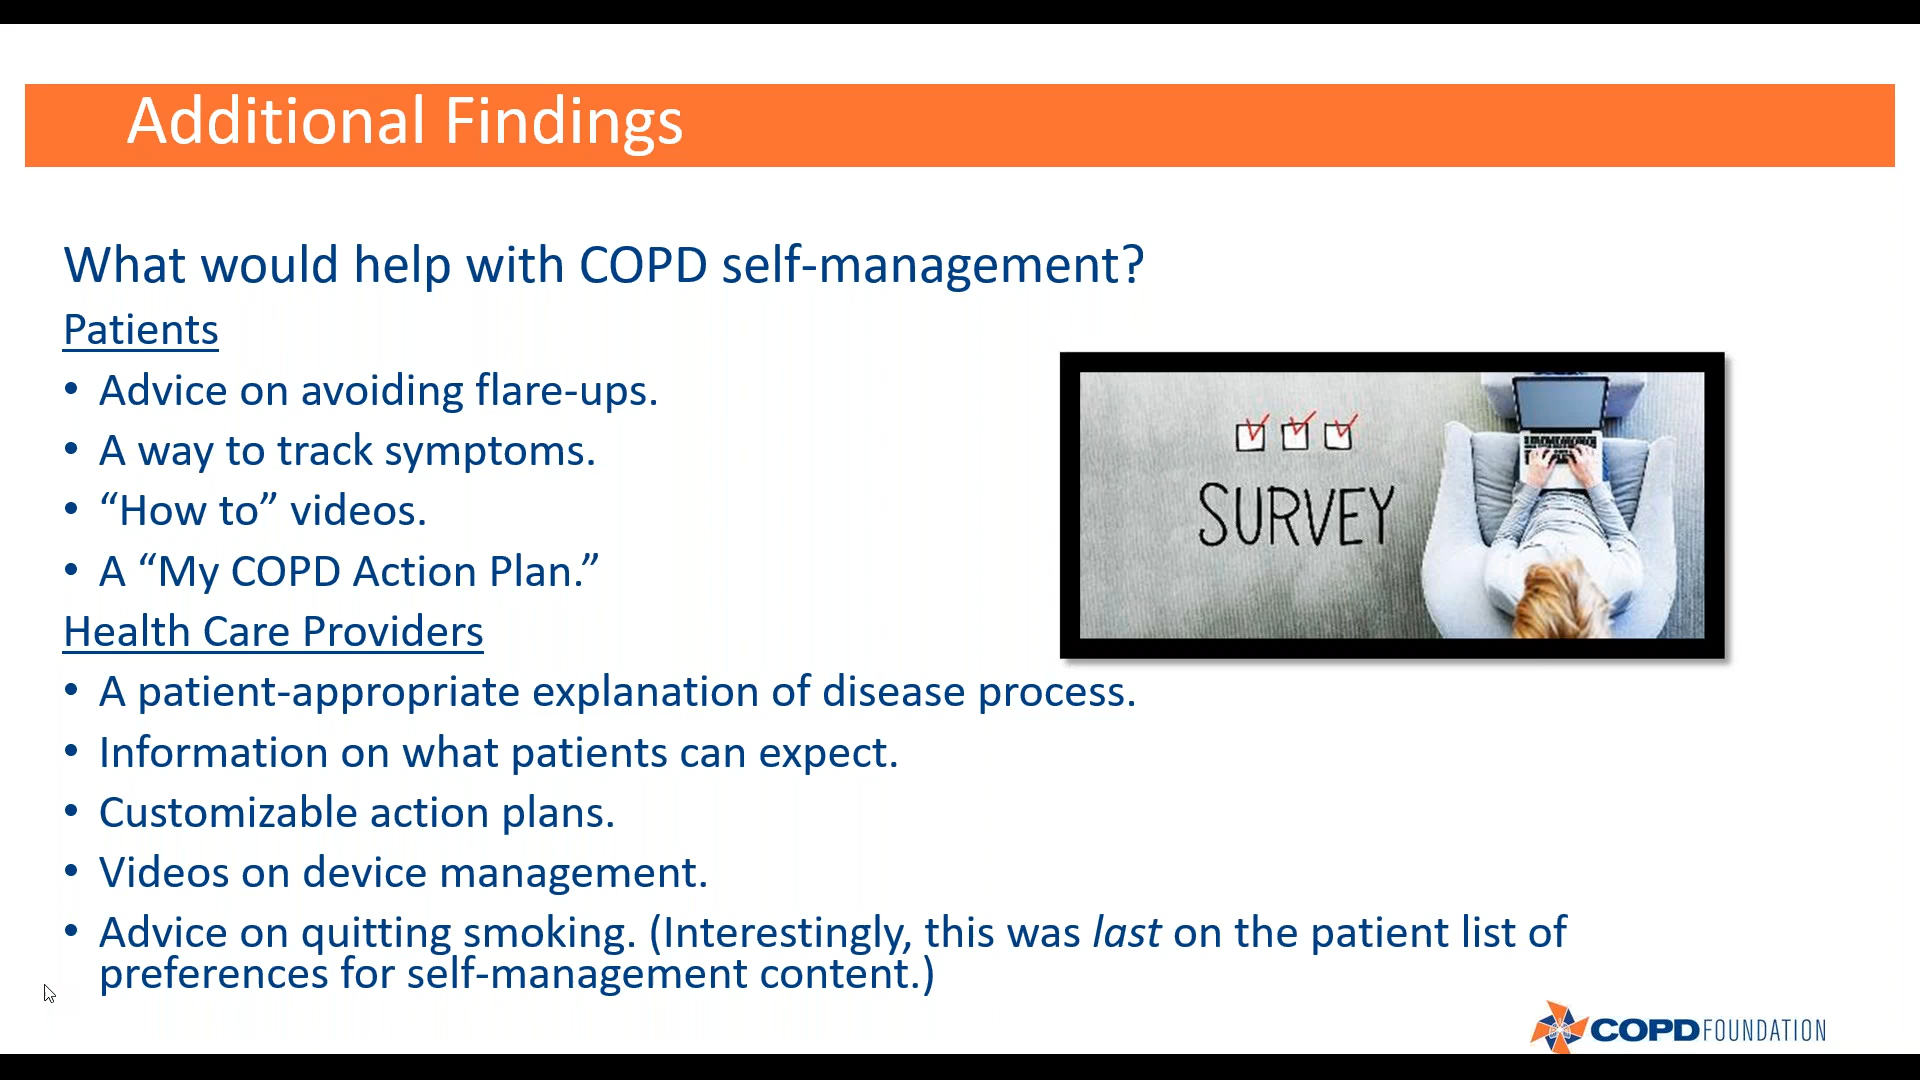 Additional Findings
What would help with COPD self-management?
Patients
• Advice on avoiding flare-ups.
• A way to track symptoms.
• “How to” videos.
• A “My COPD Action Plan.”
SURVEY
Health Care Providers
• A patient-appropriate explanation of disease process.
• Information on what patients can expect.
• Customizable action plans.
• Videos on device management.
• Advice on quitting smoking. (Interestingly, this was last on the patient list of
preferences for self-management content.)
COPD FOUNDATION